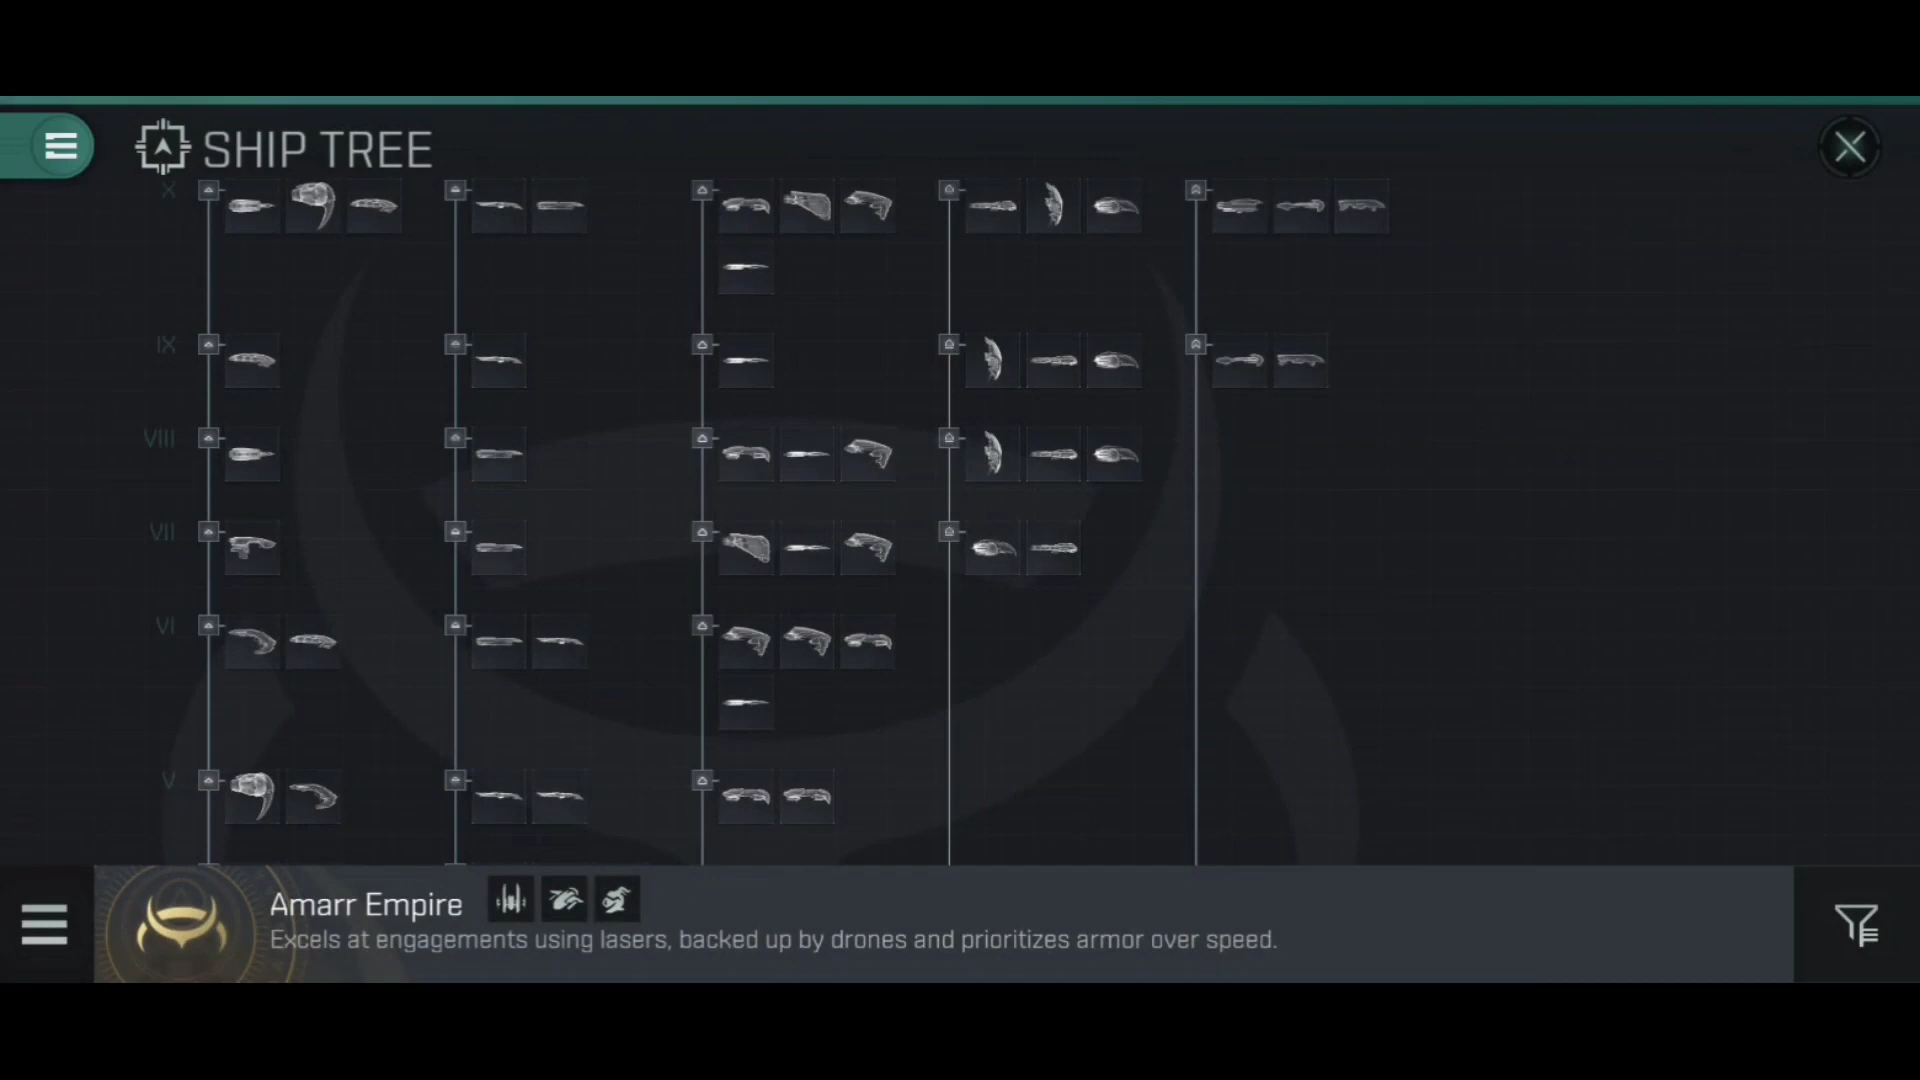 SHIP TREE
X
IX
VIII
VII
VI
V
Amarr Empire
Excels at engagements using lasers, backed up by drones and prioritizes armor over speed.